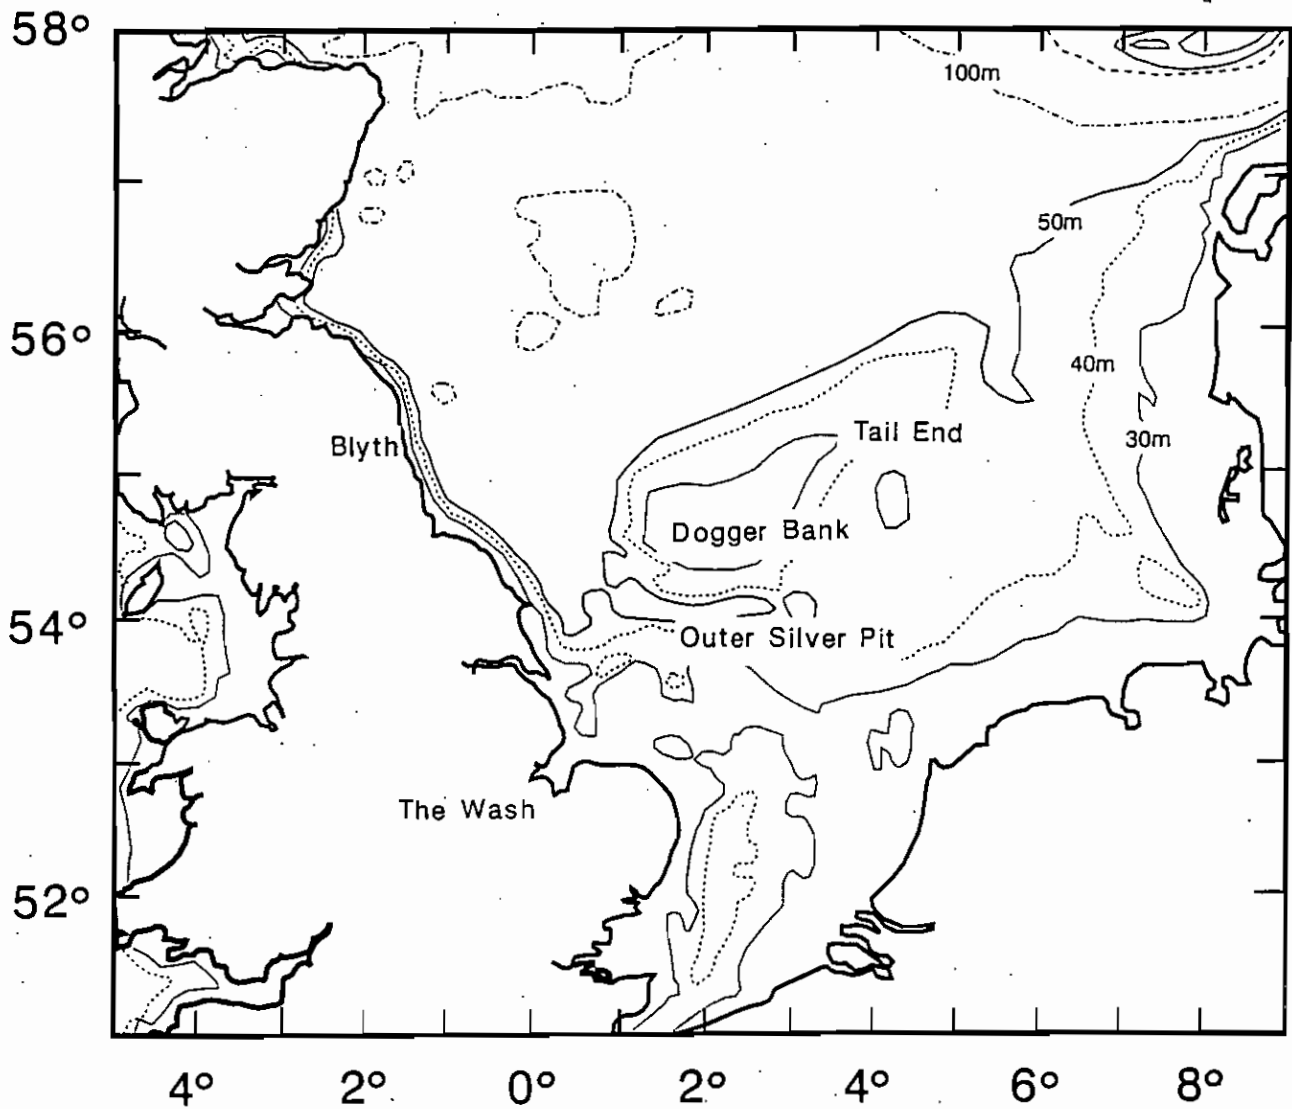 58°
100m
50m
56°
40m
Tail End
30m
Blyth
Dogger Bank
54°
Outer Silver Pit
The Wash
52°
4°
2°
0°
2°
4°
6°
8°